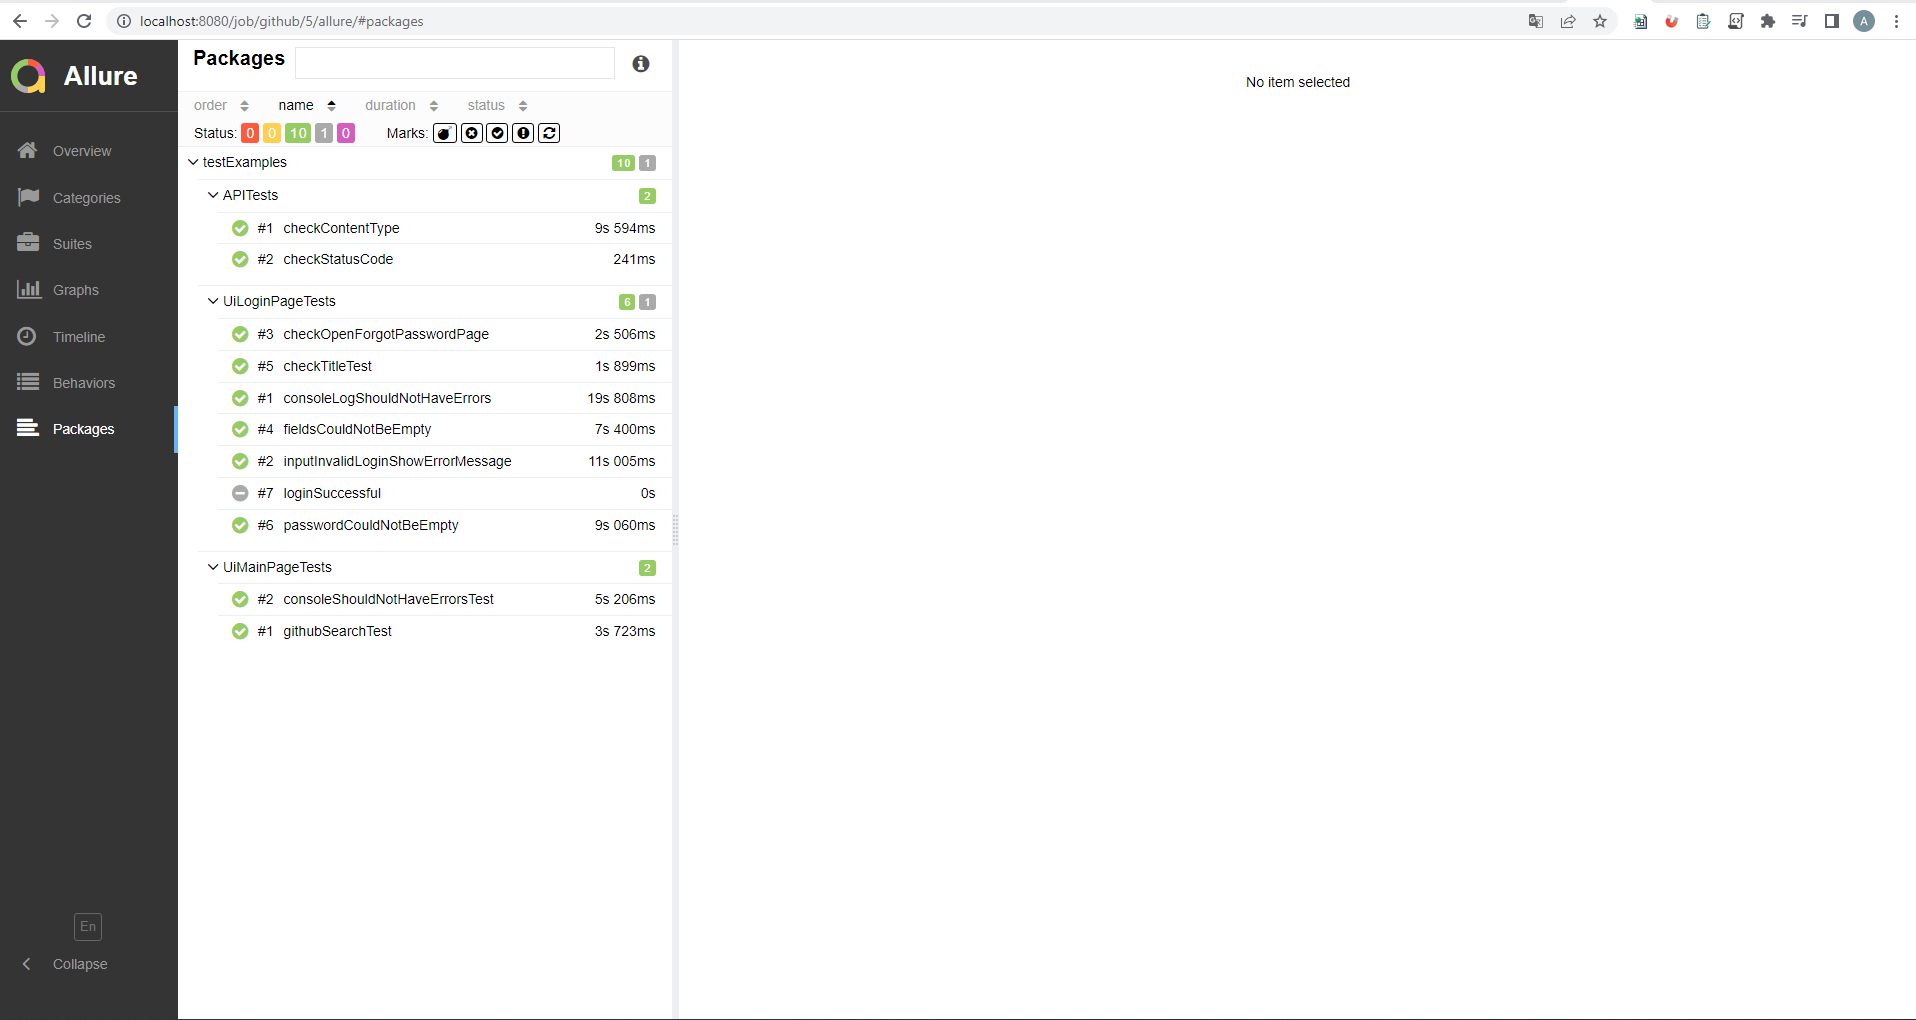 localhost:8080/job/github/5/allure/#packages
A
Allure
Overview
Categories
Suites
Graphs
Timeline
Behaviors
Packages
En
Collapse
Packages
order name duration status
Status: 0 0 10 1 0 Marks:
testExamples 10 1
APITests 2
#1 checkContentType 9s 594ms
#2 checkStatusCode 241ms
UiLoginPageTests 6 1
#3 checkOpenForgotPasswordPage 2s 506ms
#5 checkTitleTest 1s 899ms
#1 consoleLogShouldNotHaveErrors 19s 808ms
#4 fieldsCouldNotBeEmpty 7s 400ms
#2 inputInvalidLoginShowErrorMessage 11s 005ms
#7 loginSuccessful 0s
#6 passwordCouldNotBeEmpty 9s 060ms
UiMainPageTests 2
#2 consoleShouldNotHaveErrorsTest 5s 206ms
#1 githubSearchTest 3s 723ms
No item selected